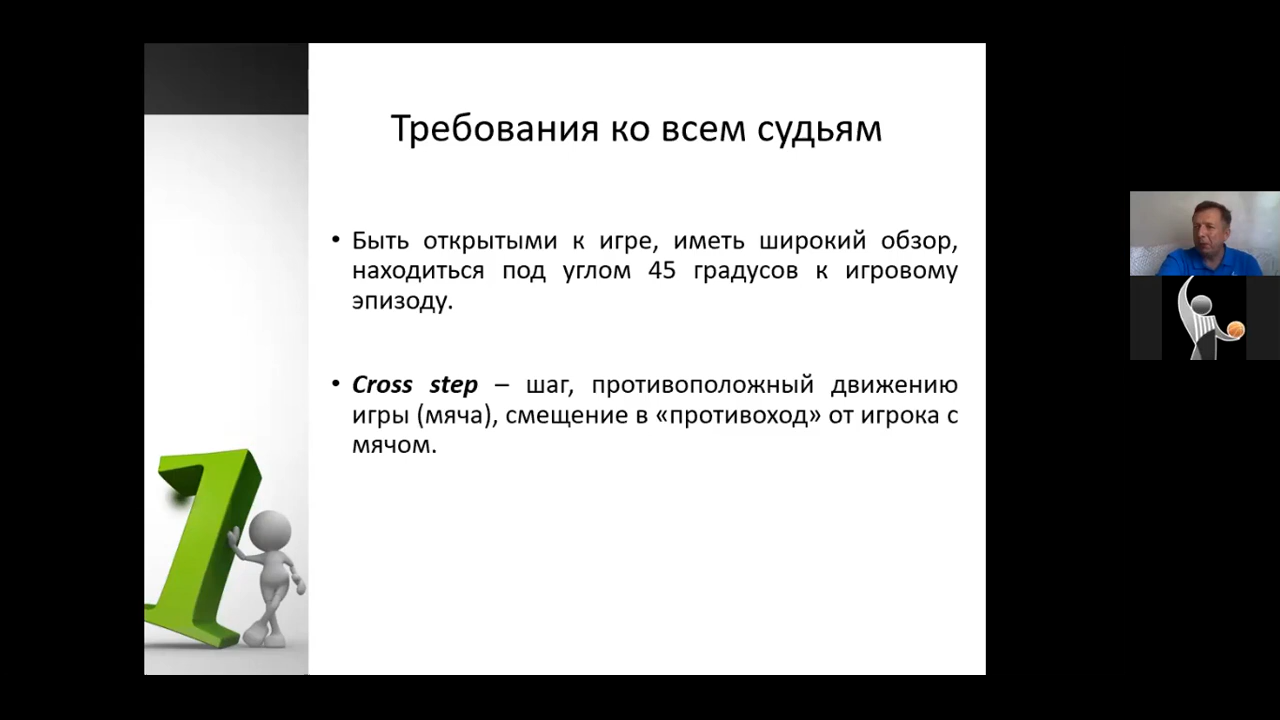 Требования ко всем судьям
• Быть открытыми к игре, иметь широкий обзор,
находиться под углом 45 градусов к игровому
эпизоду.
• Cross step – шаг, противоположный движению
игры (мяча), смещение в «противоход» от игрока с
мячом.